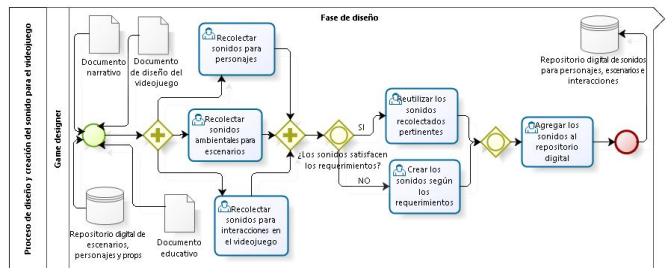 Proceso de diseño y creación del sonido para el videojuego
Game designer
Fase de diseño
Documento
narrativo
Documento
de diseño del
videojuego
Recolectar
sonidos para
personajes
Repositorio digital
de sonidos
para personajes, escenarios e
interacciones
Recolectar
sonidos
ambientales para
escenarios
¿Los sonidos satisfacen
los requerimientos?
SI
NO
Reutilizar los
sonidos
recolectados
pertinentes
Crear los
sonidos según
los
requerimientos
Agregar los
sonidos al
repositorio
digital
Repositorio digital de
escenarios,
personajes y props
Documento
educativo
Recolectar
sonidos para
interacciones en
el videojuego